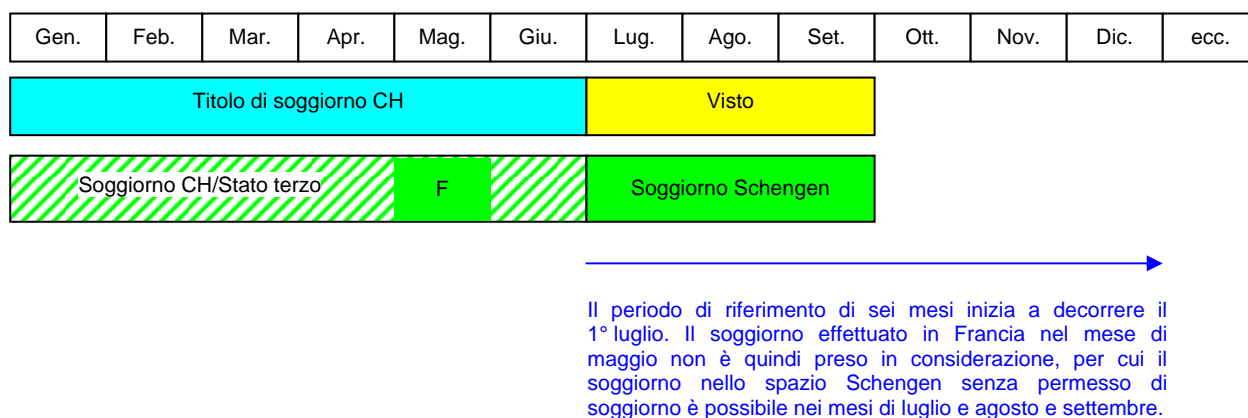 Gen. Feb. Mar. Apr. Mag. Giu. Lug. Ago. Set. Ott. Nov. Dic. ecc.
Titolo di soggiorno CH Visto
Soggiorno CH/Stato terzo F Soggiorno Schengen
Il periodo di riferimento di sei mesi inizia a decorrere il
1° luglio. Il soggiorno effettuato in Francia nel mese di
maggio non è quindi preso in considerazione, per cui il
soggiorno nello spazio Schengen senza permesso di
soggiorno è possibile nei mesi di luglio e agosto e settembre.